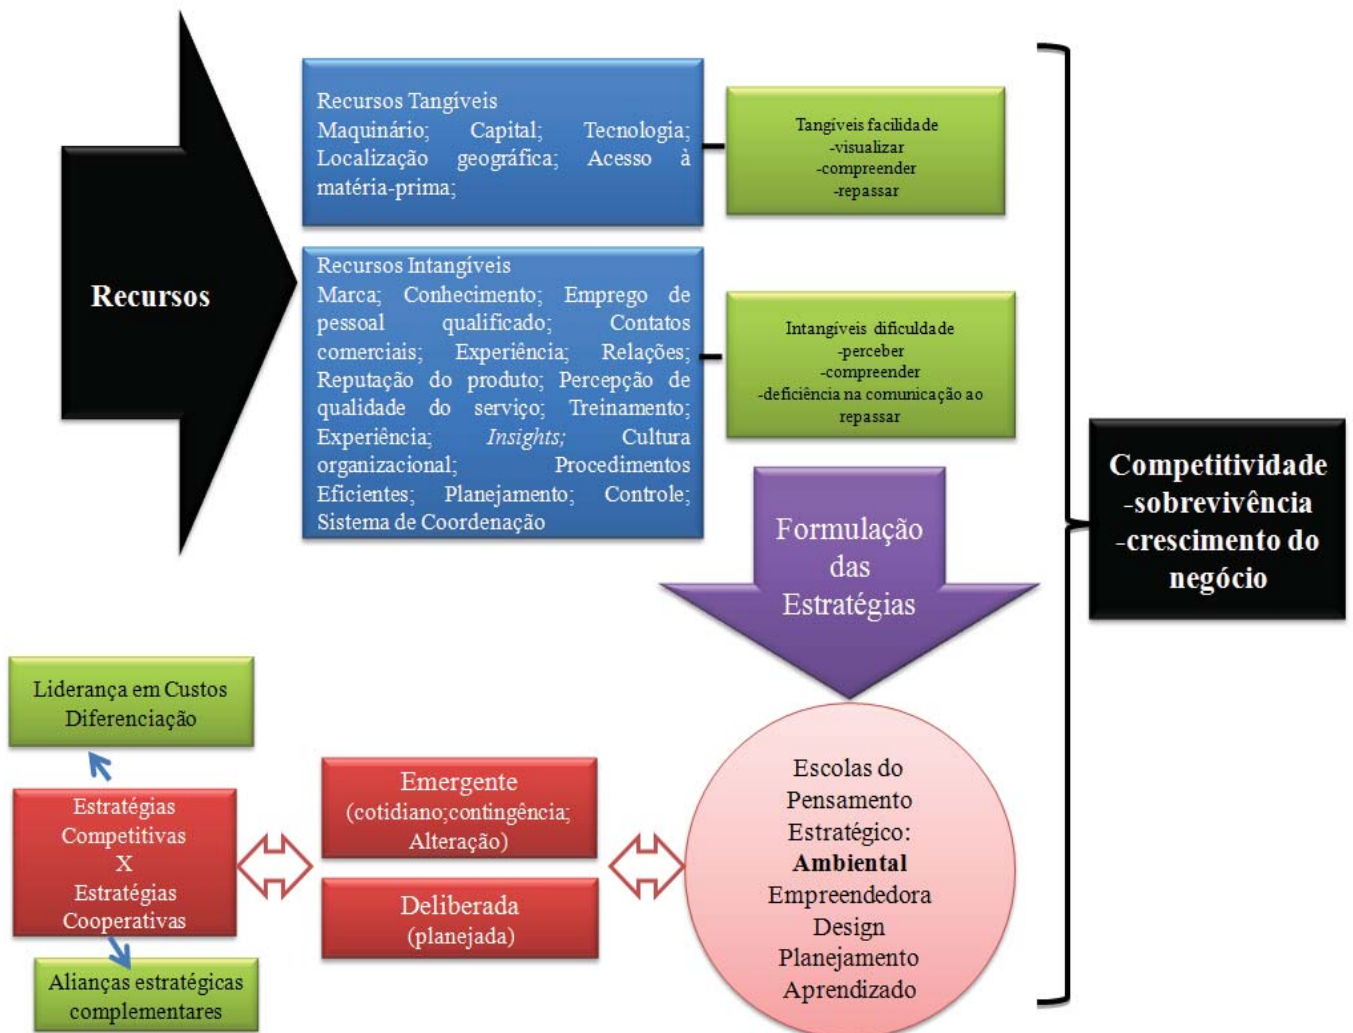 Recursos
Recursos Tangíveis
Maquinário; Capital; Tecnologia;
Localização geográfica; Acesso à
matéria-prima;
Tangíveis facilidade
-visualizar
-compreender
-repassar
Recursos Intangíveis
Marca; Conhecimento; Emprego de
pessoal qualificado; Contatos
comerciais; Experiência; Relações;
Reputação do produto; Percepção de
qualidade do serviço; Treinamento;
Experiência; Insights; Cultura
organizacional; Procedimentos
Eficientes; Planejamento; Controle;
Sistema de Coordenação
Intangíveis dificuldade
-perceber
-compreender
-deficiência na comunicação ao
repassar
Competitividade
-sobrevivência
-crescimento do
negócio
Formulação
das
Estratégias
Escolas do
Pensamento
Estratégico:
Ambiental
Empreendedora
Design
Planejamento
Aprendizado
Emergente
(cotidiano;contingência;
Alteração)
Deliberada
(planejada)
Liderança em Custos
Diferenciação
Estratégias
Competitivas
X
Estratégias
Cooperativas
Alianças estratégicas
complementares